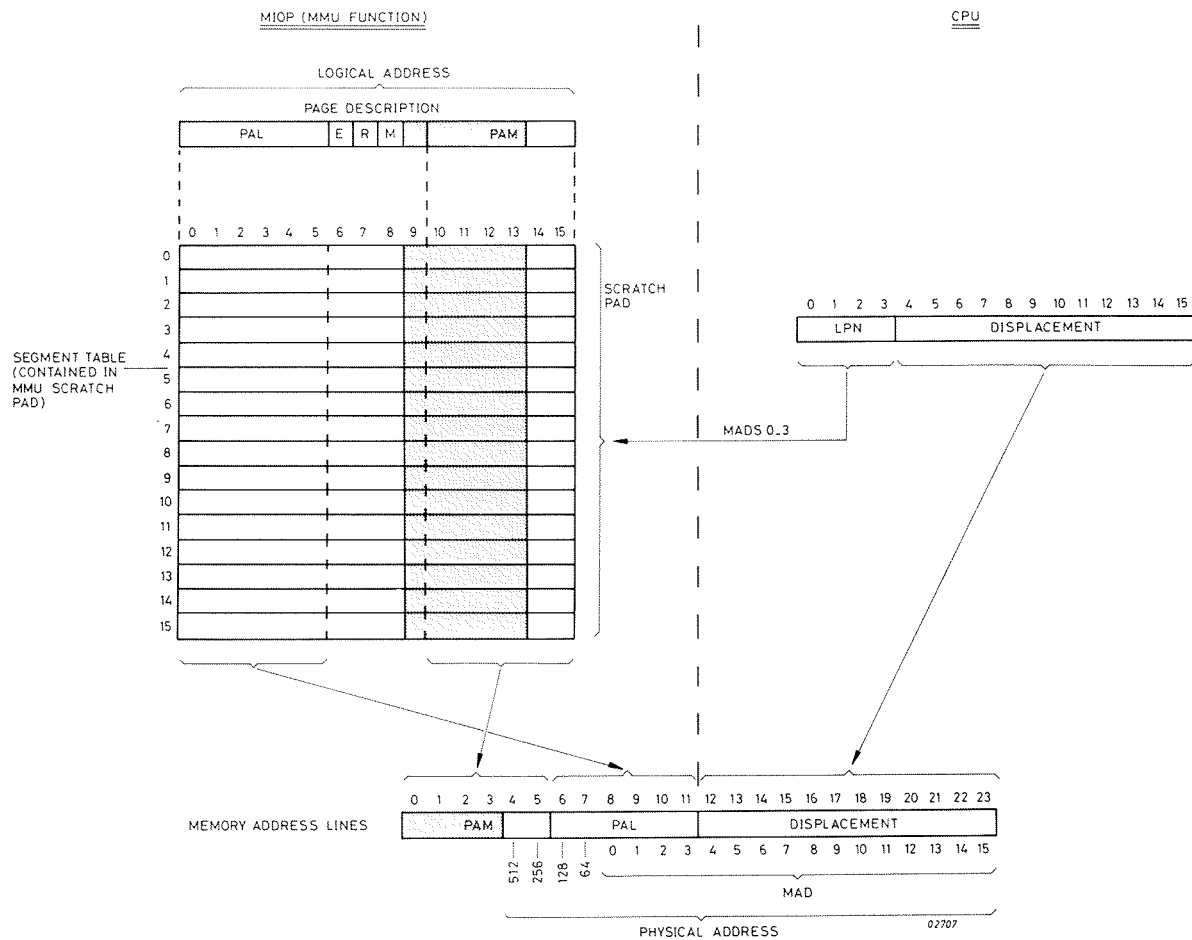 MIOP (MMU FUNCTION)
CPU
LOGICAL ADDRESS
PAGE DESCRIPTION
PAL E R M PAM
0 1 2 3 4 5 6 7 8 9 10 11 12 13 14 15
0
1
2
3
4
5
6
7
8
9
10
11
12
13
14
15
SCRATCH
PAD
SEGMENT TABLE
(CONTAINED IN
MMU SCRATCH
PAD)
0 1 2 3 4 5 6 7 8 9 10 11 12 13 14 15
LPN DISPLACEMENT
MADS 0_3
0 1 2 3 4 5 6 7 8 9 10 11 12 13 14 15 16 17 18 19 20 21 22 23
MEMORY ADDRESS LINES PAM PAL DISPLACEMENT
512 256 128 64 0 1 2 3 4 5 6 7 8 9 10 11 12 13 14 15
MAD
PHYSICAL ADDRESS
02707